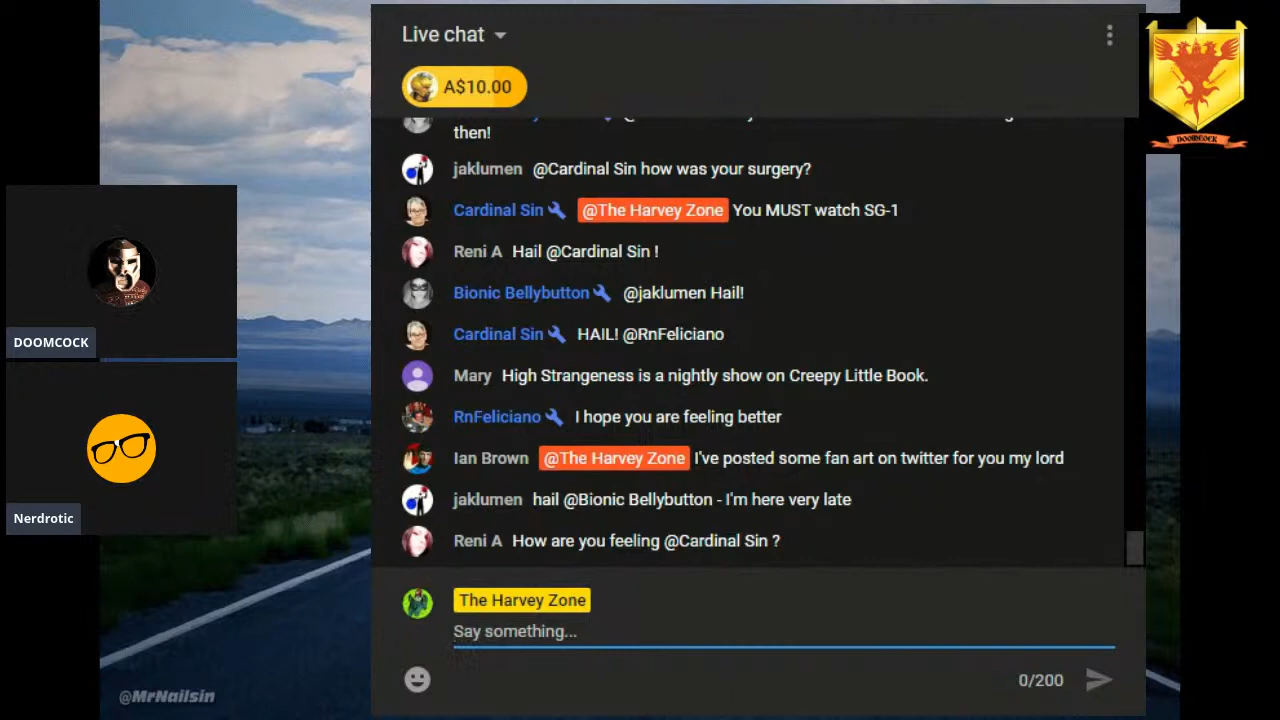 Live chat
A$10.00
then!
jaklumen @Cardinal Sin how was your surgery?
Cardinal Sin @The Harvey Zone You MUST watch SG-1
Reni A Hail @Cardinal Sin !
Bionic Bellybutton @jaklumen Hail!
Cardinal Sin HAIL! @RnFeliciano
Mary High Strangeness is a nightly show on Creepy Little Book.
RnFeliciano I hope you are feeling better
Ian Brown @The Harvey Zone I've posted some fan art on twitter for you my lord
jaklumen hail @Bionic Bellybutton - I'm here very late
Reni A How are you feeling @Cardinal Sin ?
The Harvey Zone
Say something...
0/200
DOOMCOCK
Nerdrotic
@MrNailsin
DOOMCOCK